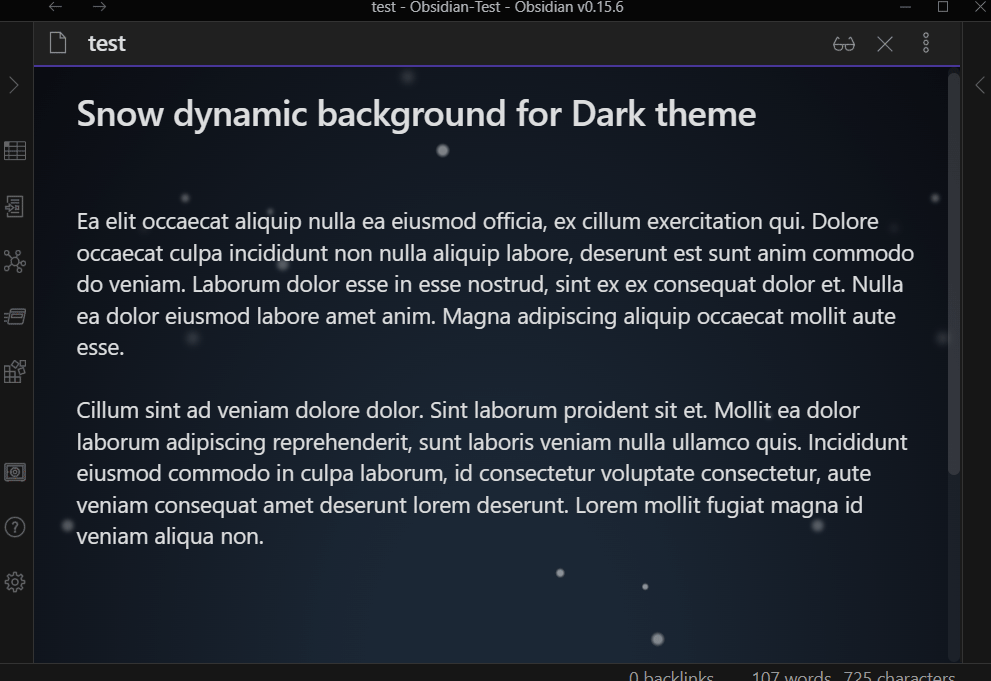 test - Obsidian-Test - Obsidian v0.15.6
test
Snow dynamic background for Dark theme
Ea elit occaecat aliquip nulla ea eiusmod officia, ex cillum exercitation qui. Dolore
occaecat culpa incididunt non nulla aliquip labore, deserunt est sunt anim commodo
do veniam. Laborum dolor esse in esse nostrud, sint ex ex consequat dolor et. Nulla
ea dolor eiusmod labore amet anim. Magna adipiscing aliquip occaecat mollit aute
esse.
Cillum sint ad veniam dolore dolor. Sint laborum proident sit et. Mollit ea dolor
laborum adipiscing reprehenderit, sunt laboris veniam nulla ullamco quis. Incididunt
eiusmod commodo in culpa laborum, id consectetur voluptate consectetur, aute
veniam consequat amet deserunt lorem deserunt. Lorem mollit fugiat magna id
veniam aliqua non.
0 backlinks 107 words 725 characters